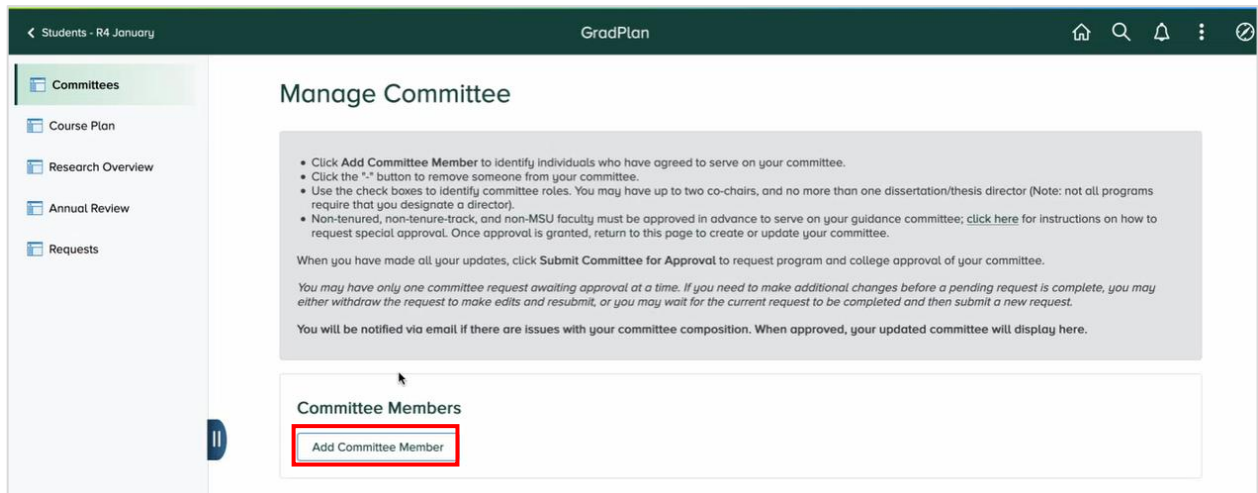 Students - R4 January
GradPlan
Committees
Course Plan
Research Overview
Annual Review
Requests
Manage Committee
• Click Add Committee Member to identify individuals who have agreed to serve on your committee.
• Click the "-" button to remove someone from your committee.
• Use the check boxes to identify committee roles. You may have up to two co-chairs, and no more than one dissertation/thesis director (Note: not all programs
require that you designate a director).
• Non-tenured, non-tenure-track, and non-MSU faculty must be approved in advance to serve on your guidance committee; click here for instructions on how to
request special approval. Once approval is granted, return to this page to create or update your committee.
When you have made all your updates, click Submit Committee for Approval to request program and college approval of your committee.
You may have only one committee request awaiting approval at a time. If you need to make additional changes before a pending request is complete, you may
either withdraw the request to make edits and resubmit, or you may wait for the current request to be completed and then submit a new request.
You will be notified via email if there are issues with your committee composition. When approved, your updated committee will display here.
Committee Members
Add Committee Member